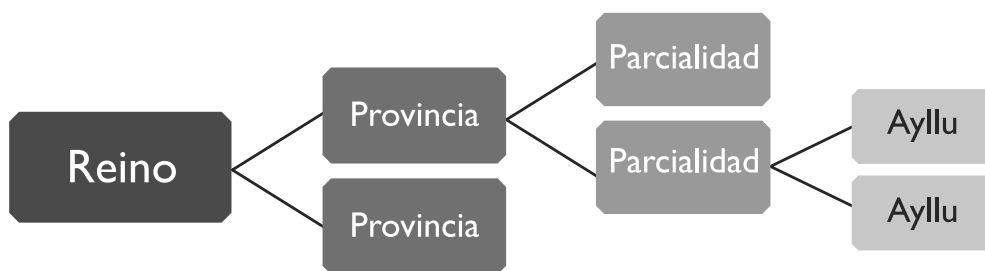 Reino
Provincia
Provincia
Parcialidad
Parcialidad
Ayllu
Ayllu